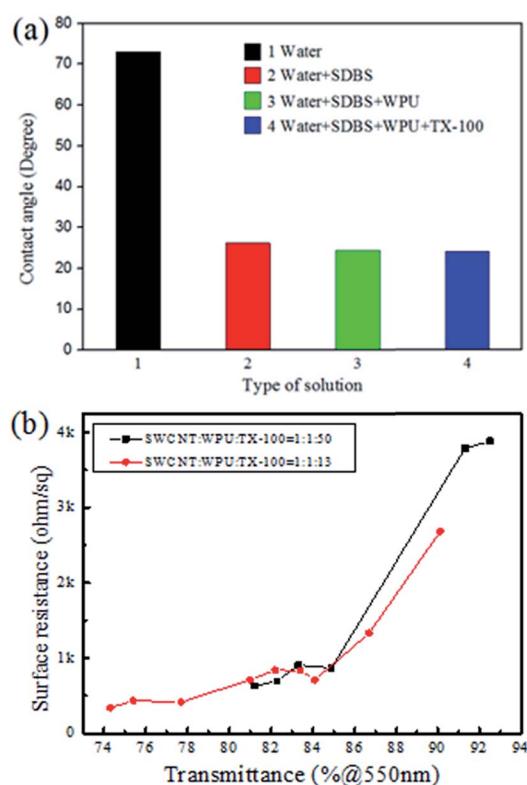 (a)
80
70
60
50
40
30
20
10
0
Contact angle (Degree)
1 Water
2 Water+SDBS
3 Water+SDBS+WPU
4 Water+SDBS+WPU+TX-100
1 2 3 4
Type of solution
(b)
4k
3k
2k
1k
0
Surface resistance (ohm/sq)
SWCNT:WPU:TX-100=1:1:50
SWCNT:WPU:TX-100=1:1:13
74 76 78 80 82 84 86 88 90 92 94
Transmittance (%@550nm)